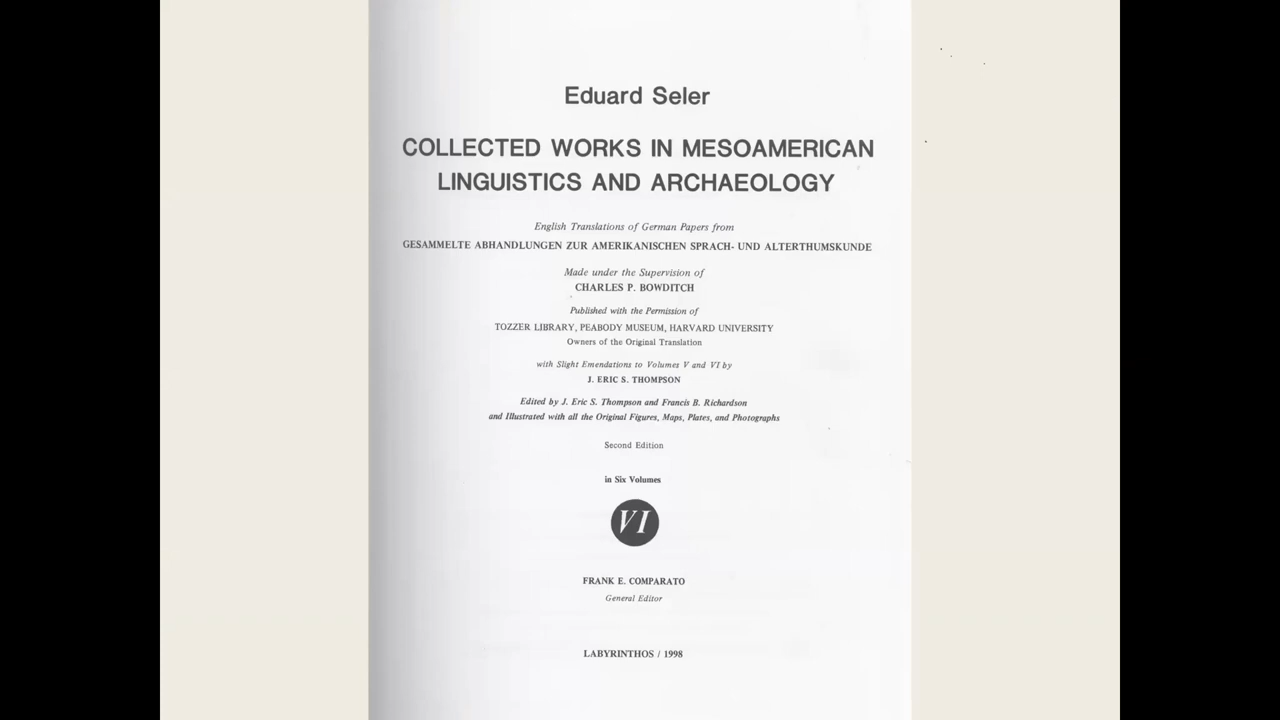 Eduard Seler
COLLECTED WORKS IN MESOAMERICAN
LINGUISTICS AND ARCHAEOLOGY
English Translations of German Papers from
GESAMMELTE ABHANDLUNGEN ZUR AMERIKANISCHEN SPRACH- UND ALTERTHUMSKUNDE
Made under the Supervision of
CHARLES P. BOWDITCH
Published with the Permission of
TOZZER LIBRARY, PEABODY MUSEUM, HARVARD UNIVERSITY
Owners of the Original Translation
with Slight Emendations to Volumes V and VI by
J. ERIC S. THOMPSON
Edited by J. Eric S. Thompson and Francis B. Richardson
and Illustrated with all the Original Figures, Maps, Plates, and Photographs
Second Edition
in Six Volumes
VI
FRANK E. COMPARATO
General Editor
LABYRINTHOS / 1998